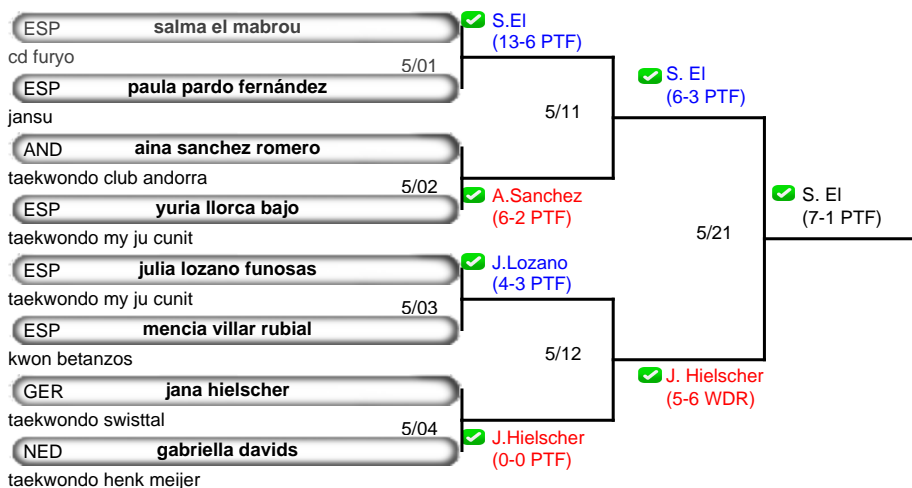 ESP salma el mabrou
cd furyo
5/01
ESP paula pardo fernández
jansu
AND aina sanchez romero
taekwondo club andorra
5/02
ESP yuria llorca bajo
taekwondo my ju cunit
ESP julia lozano funosas
taekwondo my ju cunit
5/03
ESP mencia villar rubial
kwon betanzos
GER jana hielscher
taekwondo swisttal
5/04
NED gabriella davids
taekwondo henk meijer
S.El
(13-6 PTF)
5/11
A.Sanchez
(6-2 PTF)
J.Lozano
(4-3 PTF)
5/12
J.Hielscher
(0-0 PTF)
S. El
(6-3 PTF)
5/21
J. Hielscher
(5-6 WDR)
S. El
(7-1 PTF)